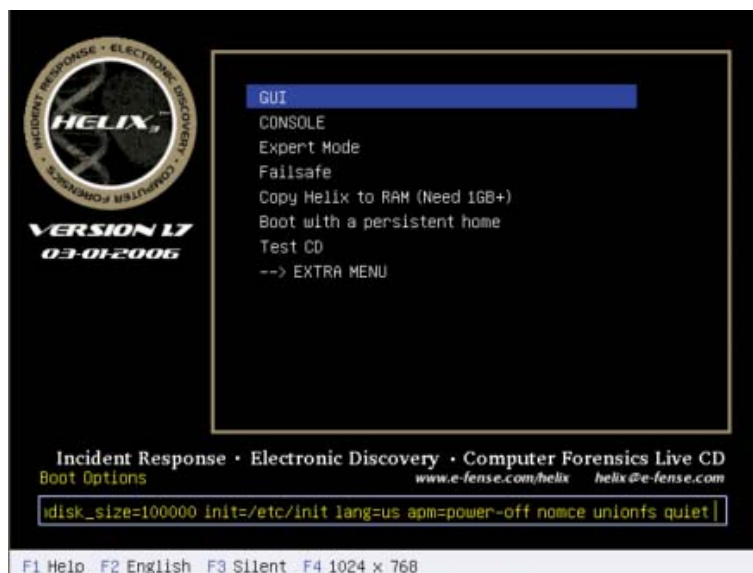 INCIDENT RESPONSE • ELECTRONIC DISCOVERY • COMPUTER FORENSICS •
HELIX3™
VERSION 1.7
03-01-2006
GUI
CONSOLE
Expert Mode
Failsafe
Copy Helix to RAM (Need 1GB+)
Boot with a persistent home
Test CD
--> EXTRA MENU
Incident Response • Electronic Discovery • Computer Forensics Live CD
Boot Options www.e-fense.com/helix helix@e-fense.com
init=/etc/init lang=us apm=power-off nomce unionfs quiet
F1 Help F2 English F3 Silent F4 1024 x 768